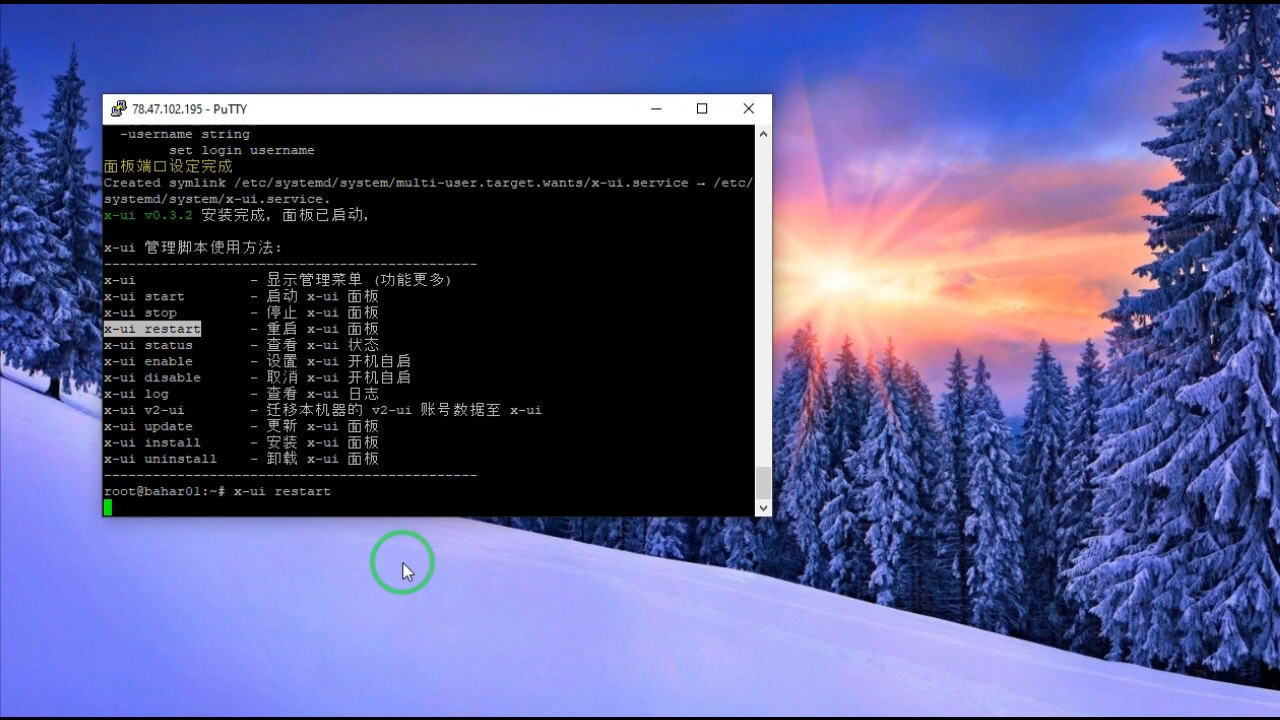 78.47.102.195 - PuTTY
-username string
set login username
面板端口设定完成
Created symlink /etc/systemd/system/multi-user.target.wants/x-ui.service → /etc/
systemd/system/x-ui.service.
x-ui v0.3.2 安装完成，面板已启动，
x-ui 管理脚本使用方法:
----------------------------------------------
x-ui - 显示管理菜单 (功能更多)
x-ui start - 启动 x-ui 面板
x-ui stop - 停止 x-ui 面板
x-ui restart - 重启 x-ui 面板
x-ui status - 查看 x-ui 状态
x-ui enable - 设置 x-ui 开机自启
x-ui disable - 取消 x-ui 开机自启
x-ui log - 查看 x-ui 日志
x-ui v2-ui - 迁移本机器的 v2-ui 账号数据至 x-ui
x-ui update - 更新 x-ui 面板
x-ui install - 安装 x-ui 面板
x-ui uninstall - 卸载 x-ui 面板
----------------------------------------------
root@bahar01:~# x-ui restart